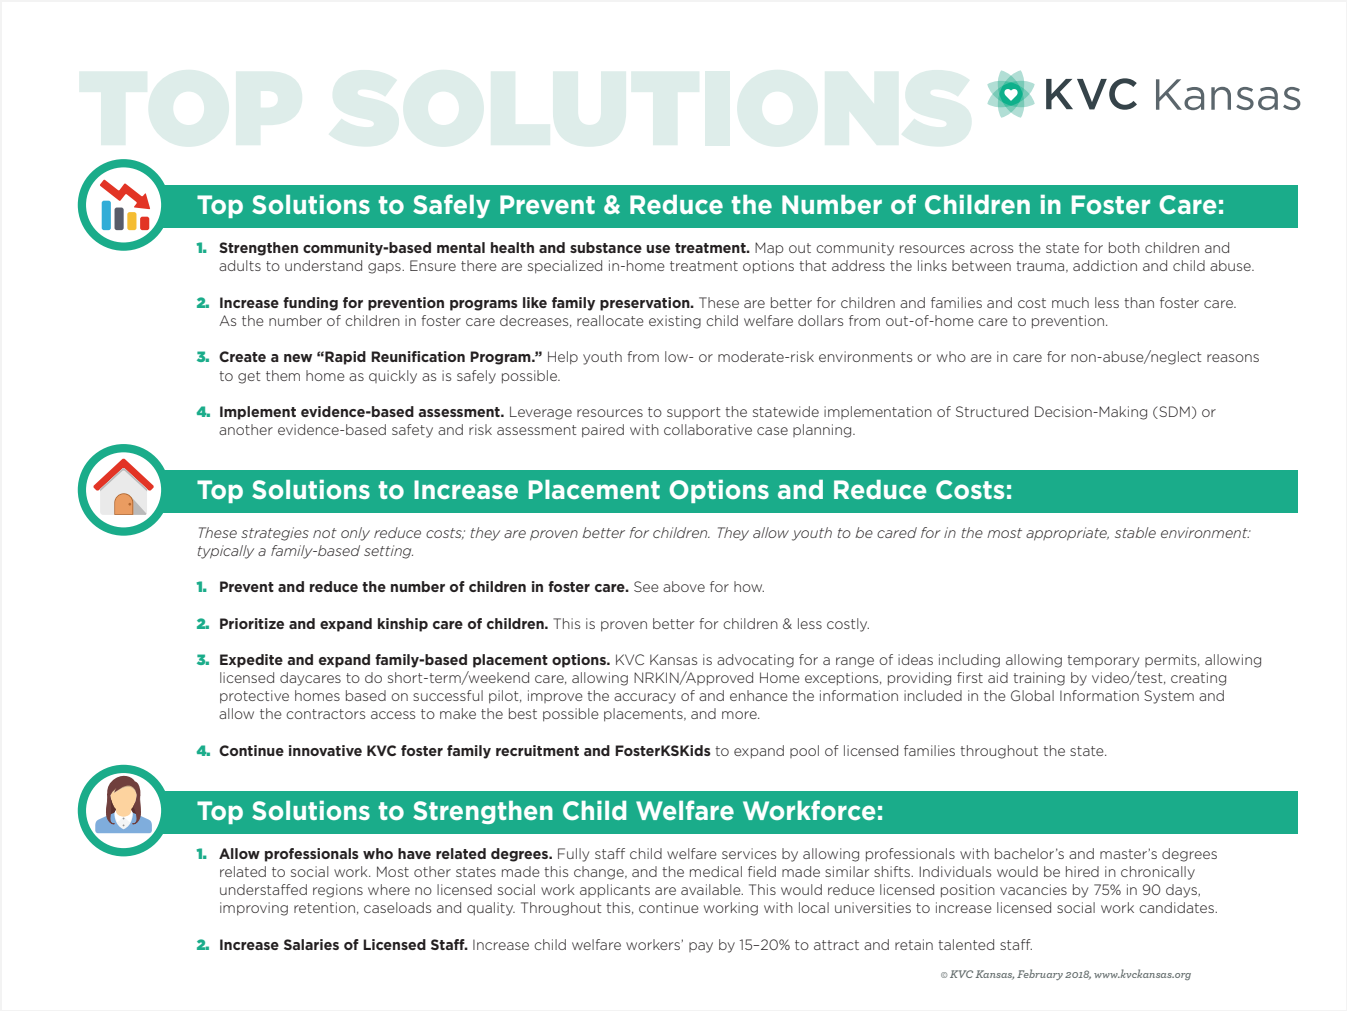 TOP SOLUTIONS
KVC Kansas
Top Solutions to Safely Prevent & Reduce the Number of Children in Foster Care:
1. Strengthen community-based mental health and substance use treatment. Map out community resources across the state for both children and
adults to understand gaps. Ensure there are specialized in-home treatment options that address the links between trauma, addiction and child abuse.
2. Increase funding for prevention programs like family preservation. These are better for children and families and cost much less than foster care.
As the number of children in foster care decreases, reallocate existing child welfare dollars from out-of-home care to prevention.
3. Create a new “Rapid Reunification Program.” Help youth from low- or moderate-risk environments or who are in care for non-abuse/neglect reasons
to get them home as quickly as is safely possible.
4. Implement evidence-based assessment. Leverage resources to support the statewide implementation of Structured Decision-Making (SDM) or
another evidence-based safety and risk assessment paired with collaborative case planning.
Top Solutions to Increase Placement Options and Reduce Costs:
These strategies not only reduce costs; they are proven better for children. They allow youth to be cared for in the most appropriate, stable environment:
typically a family-based setting.
1. Prevent and reduce the number of children in foster care. See above for how.
2. Prioritize and expand kinship care of children. This is proven better for children & less costly.
3. Expedite and expand family-based placement options. KVC Kansas is advocating for a range of ideas including allowing temporary permits, allowing
licensed daycares to do short-term/weekend care, allowing NRKIN/Approved Home exceptions, providing first aid training by video/test, creating
protective homes based on successful pilot, improve the accuracy of and enhance the information included in the Global Information System and
allow the contractors access to make the best possible placements, and more.
4. Continue innovative KVC foster family recruitment and FosterKSKids to expand pool of licensed families throughout the state.
Top Solutions to Strengthen Child Welfare Workforce:
1. Allow professionals who have related degrees. Fully staff child welfare services by allowing professionals with bachelor’s and master’s degrees
related to social work. Most other states made this change, and the medical field made similar shifts. Individuals would be hired in chronically
understaffed regions where no licensed social work applicants are available. This would reduce licensed position vacancies by 75% in 90 days,
improving retention, caseloads and quality. Throughout this, continue working with local universities to increase licensed social work candidates.
2. Increase Salaries of Licensed Staff. Increase child welfare workers’ pay by 15–20% to attract and retain talented staff.
© KVC Kansas, February 2018, www.kvckansas.org